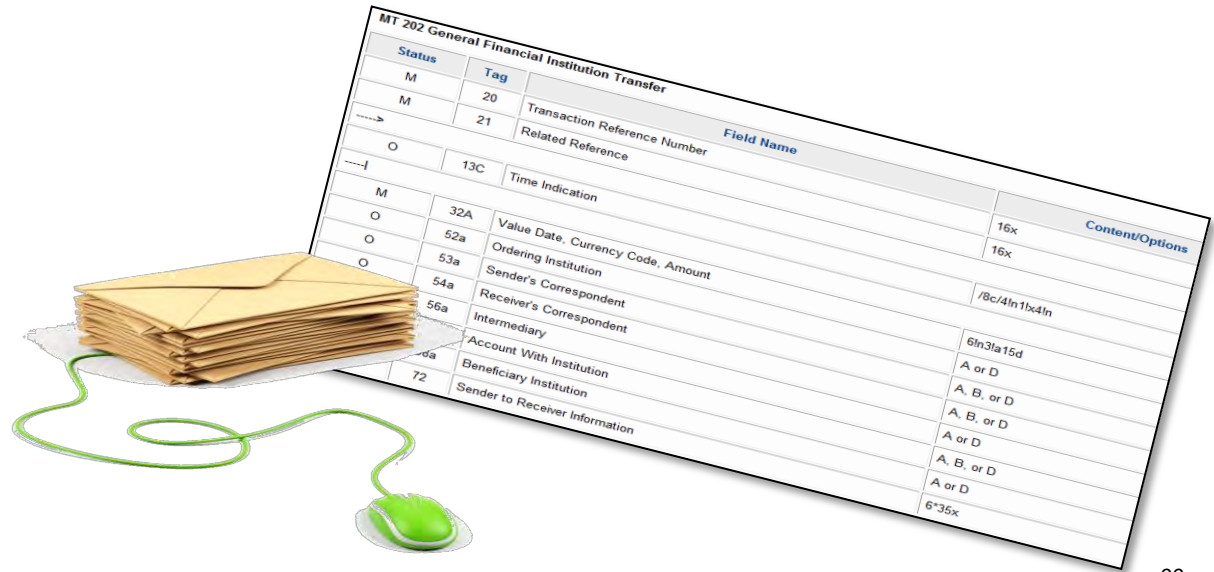 MT 202 General Financial Institution Transfer
Status Tag Field Name Content/Options
M 20 Transaction Reference Number 16x
M 21 Related Reference 16x
----->
O 13C Time Indication /8c/4!n1!x4!n
-----|
M 32A Value Date, Currency Code, Amount 6!n3!a15d
O 52a Ordering Institution A or D
O 53a Sender's Correspondent A, B, or D
54a Receiver's Correspondent A, B, or D
56a Intermediary A or D
Account With Institution A, B, or D
Beneficiary Institution A or D
72 Sender to Receiver Information 6*35x